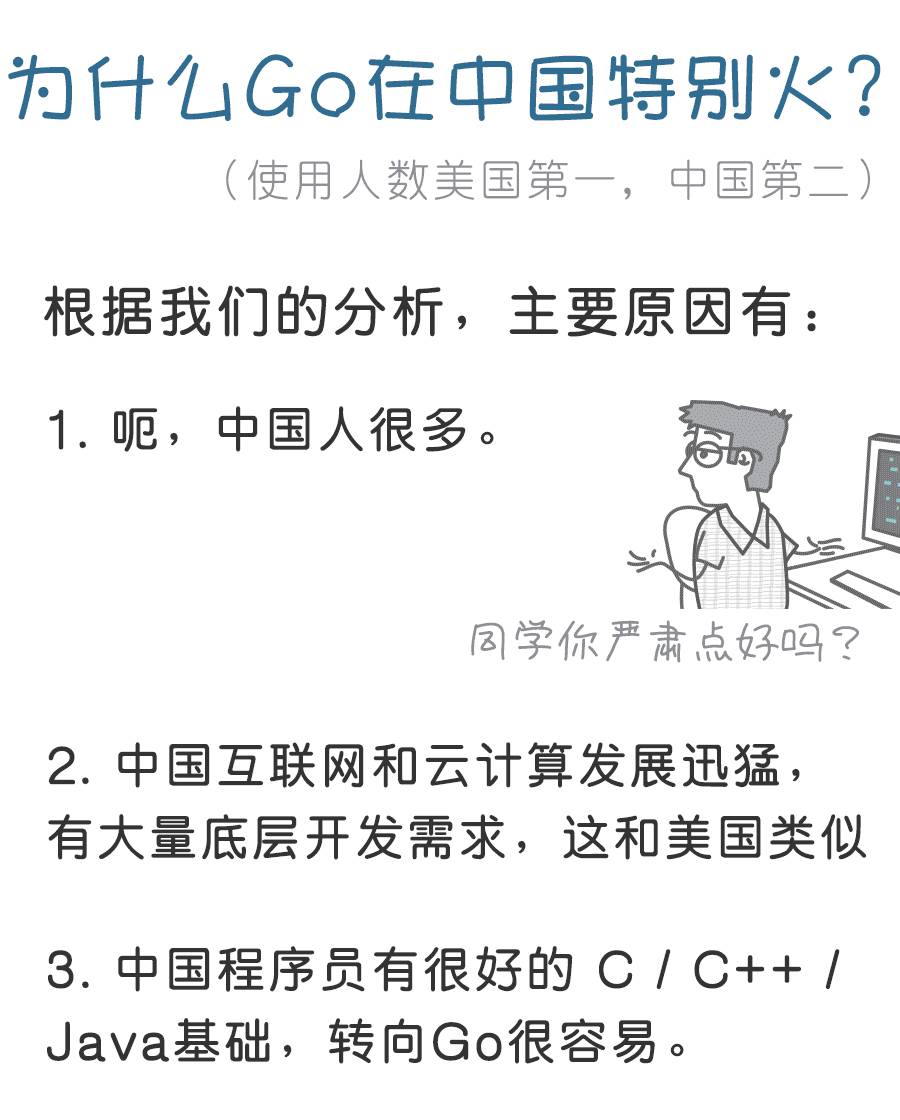 为什么Go在中国特别火?
（使用人数美国第一，中国第二）
根据我们的分析，主要原因有：
1. 呃，中国人很多。
同学你严肃点好吗?
2. 中国互联网和云计算发展迅猛，
有大量底层开发需求，这和美国类似
3. 中国程序员有很好的 C / C++ /
Java基础，转向Go很容易。